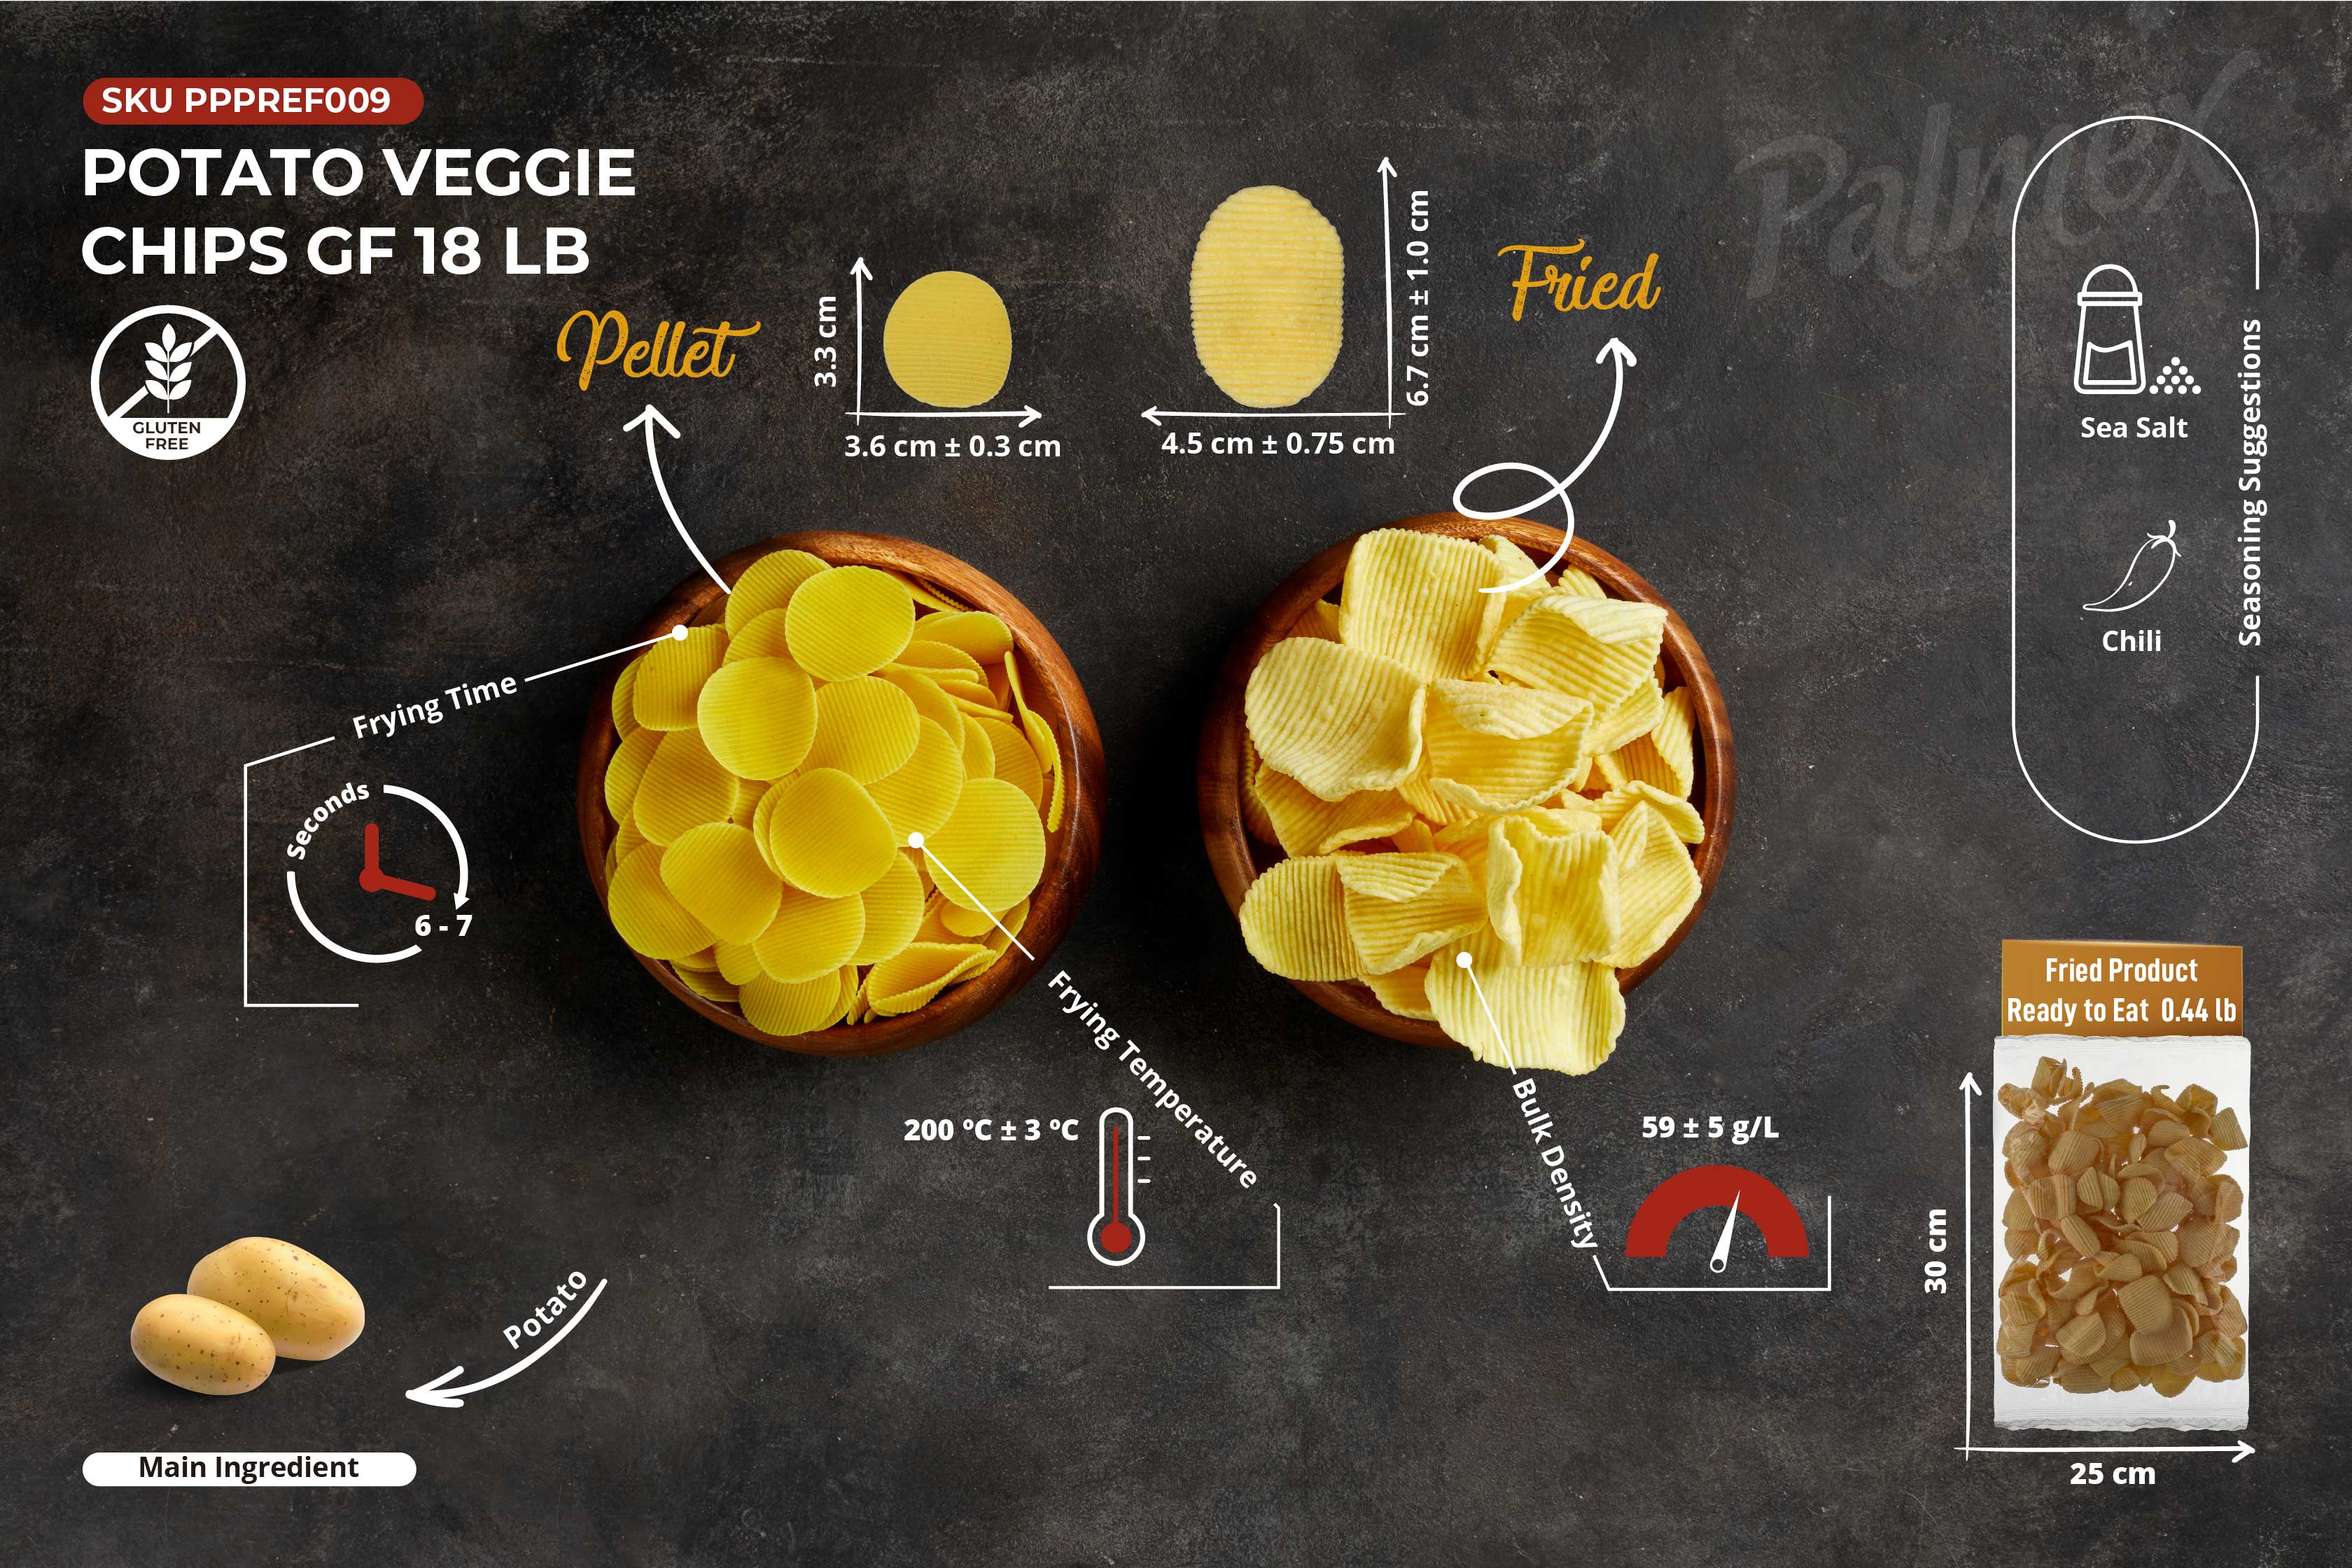 SKU PPPREF009
POTATO VEGGIE
CHIPS GF 18 LB
GLUTEN
FREE
Pellet
3.3 cm
3.6 cm ± 0.3 cm
6.7 cm ± 1.0 cm
4.5 cm ± 0.75 cm
Fried
Palmex
Sea Salt
Chili
Seasoning Suggestions
Frying Time
Seconds
6 - 7
Frying Temperature
200 ºC ± 3 ºC
Bulk Density
59 ± 5 g/L
Fried Product
Ready to Eat 0.44 lb
30 cm
25 cm
Potato
Main Ingredient